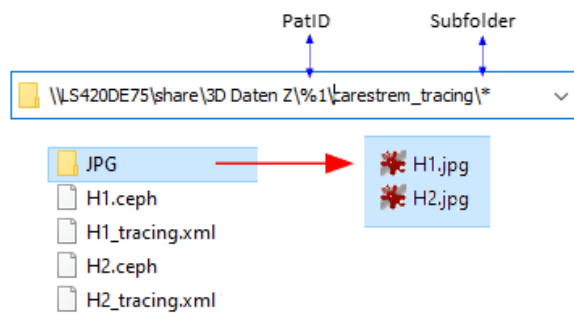 PatID Subfolder
\\LS420DE75\share\3D Daten Z\%1\carestrem_tracing\*
JPG
H1.ceph
H1_tracing.xml
H2.ceph
H2_tracing.xml
H1.jpg
H2.jpg